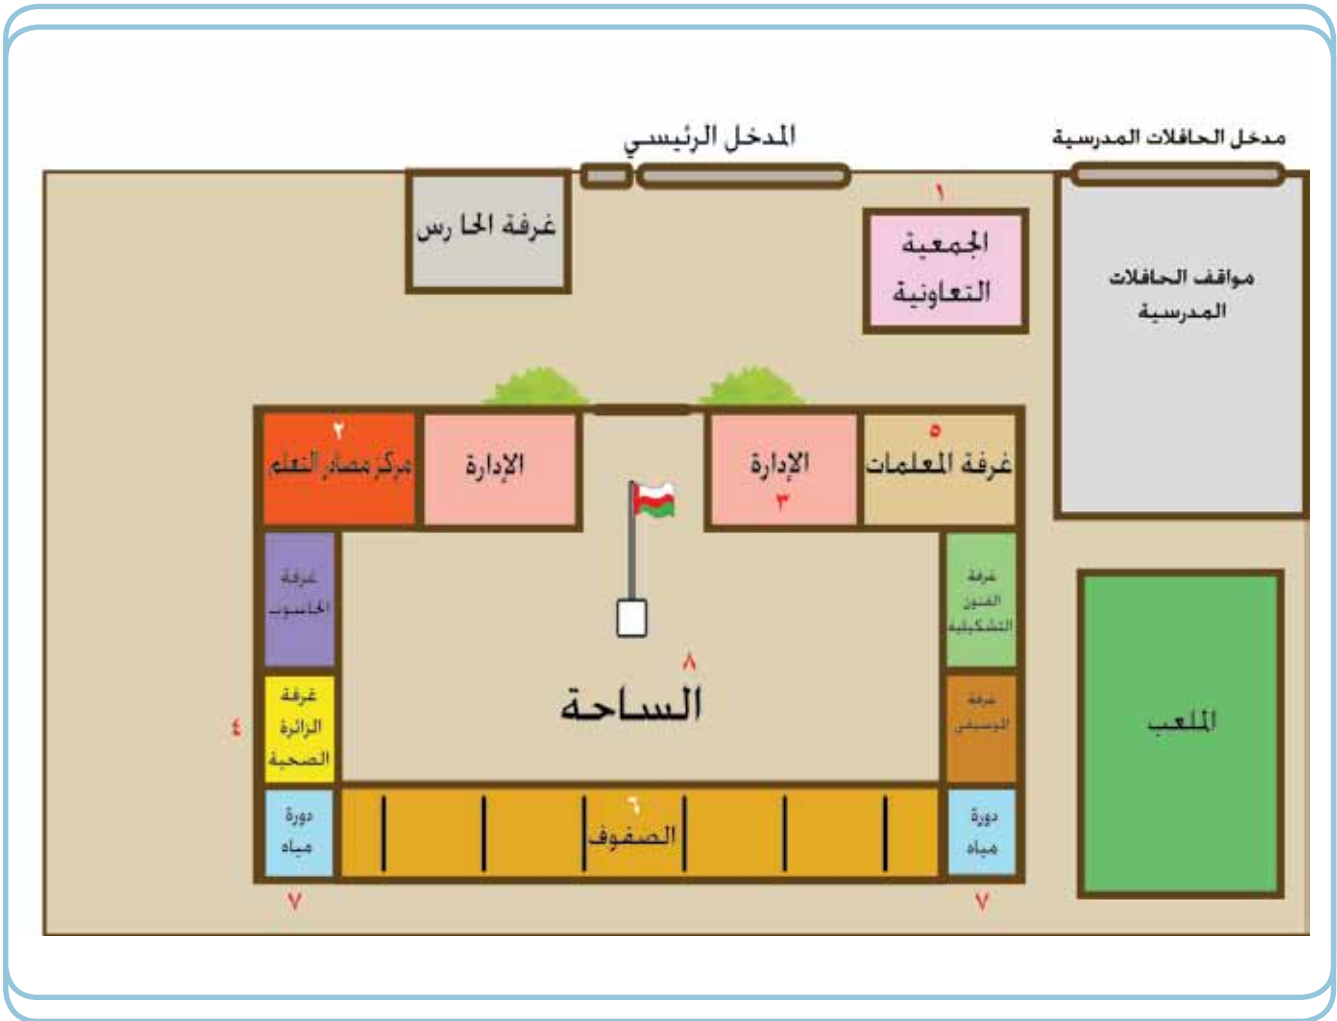 مدخل الحافلات المدرسية
المدخل الرئيسي
١
غرفة الحارس
الجمعية
التعاونية
مواقف الحافلات
المدرسية
٥
غرفة المعلمات
الإدارة
٣
الإدارة
٢
مركز مصادر التعلم
غرفة
الفنون
التشكيلية
غرفة
الحاسوب
٨
الساحة
غرفة
الموسيقى
٤
غرفة
الزائرة
الصحية
الملعب
دورة
مياه
٧
٦
الصفوف
دورة
مياه
٧